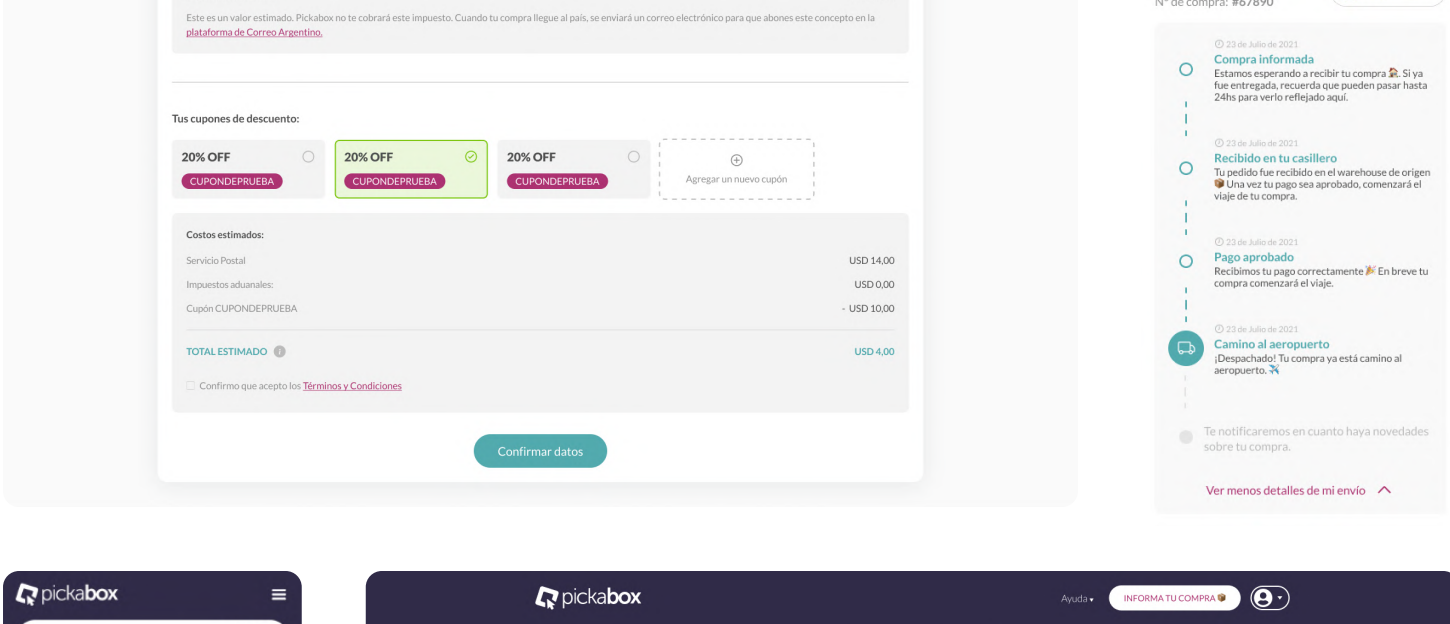 Este es un valor estimado. Pickabox no te cobrará este impuesto. Cuando tu compra llegue al país, se enviará un correo electrónico para que abones este concepto en la
plataforma de Correo Argentino.
Tus cupones de descuento:
20% OFF
CUPONDEPRUEBA
20% OFF
CUPONDEPRUEBA
20% OFF
CUPONDEPRUEBA
Agregar un nuevo cupón
Costos estimados:
Servicio Postal USD 14,00
Impuestos aduanales: USD 0,00
Cupón CUPONDEPRUEBA - USD 10,00
TOTAL ESTIMADO USD 4,00
Confirmo que acepto los Términos y Condiciones
Confirmar datos
N° de compra: #67890
23 de Julio de 2021
Compra informada
Estamos esperando a recibir tu compra 🏠. Si ya
fue entregada, recuerda que pueden pasar hasta
24hs para verlo reflejado aquí.
23 de Julio de 2021
Recibido en tu casillero
Tu pedido fue recibido en el warehouse de origen
📦 Una vez tu pago sea aprobado, comenzará el
viaje de tu compra.
23 de Julio de 2021
Pago aprobado
Recibimos tu pago correctamente 🎉 En breve tu
compra comenzará el viaje.
23 de Julio de 2021
Camino al aeropuerto
¡Despachado! Tu compra ya está camino al
aeropuerto. ✈️
Te notificaremos en cuanto haya novedades
sobre tu compra.
Ver menos detalles de mi envío
pickabox
pickabox
Ayuda
INFORMA TU COMPRA 📦